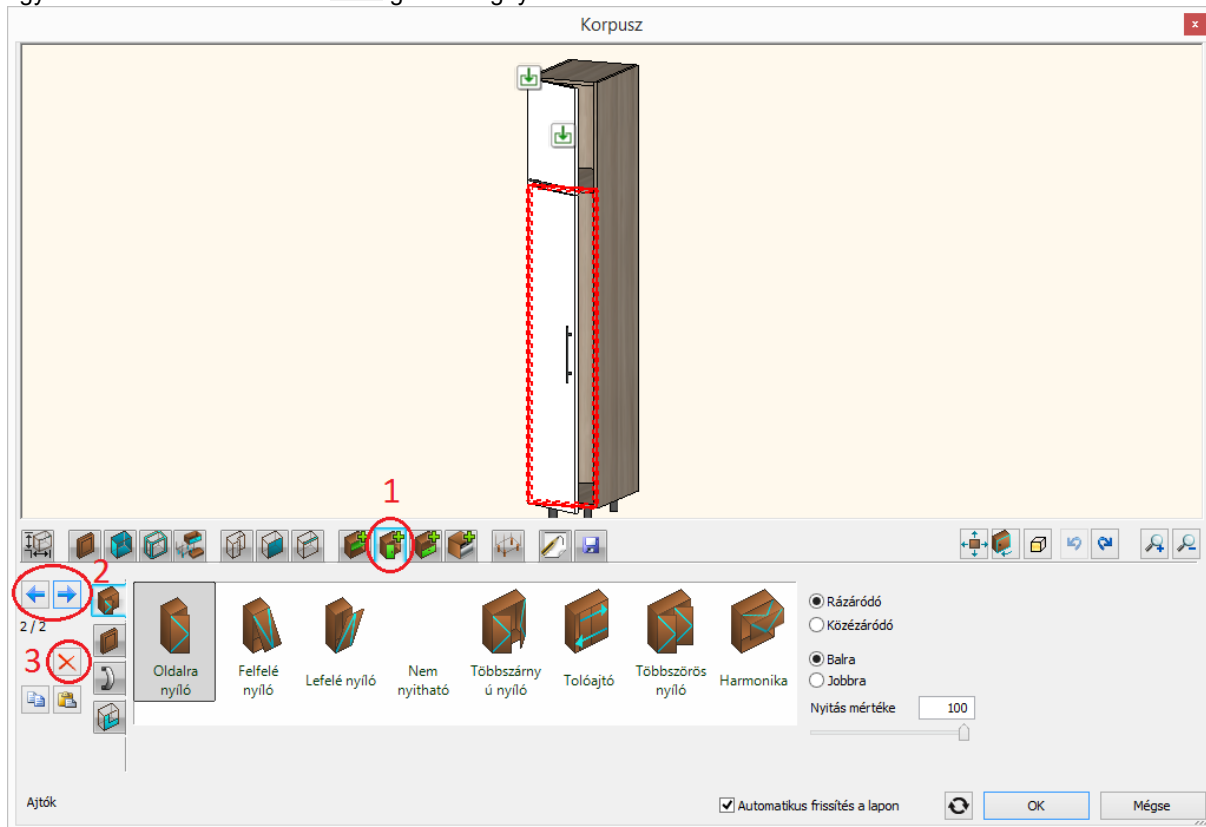 Korpusz
x
1
2
2 / 2
3
Oldalra
nyíló
Felfelé
nyíló
Lefelé nyíló
Nem
nyitható
Többszárny
ú nyíló
Tolóajtó
Többszörös
nyíló
Harmonika
Rázáródó
Közézáródó
Balra
Jobbra
Nyitás mértéke
100
Ajtók
Automatikus frissítés a lapon
OK
Mégse